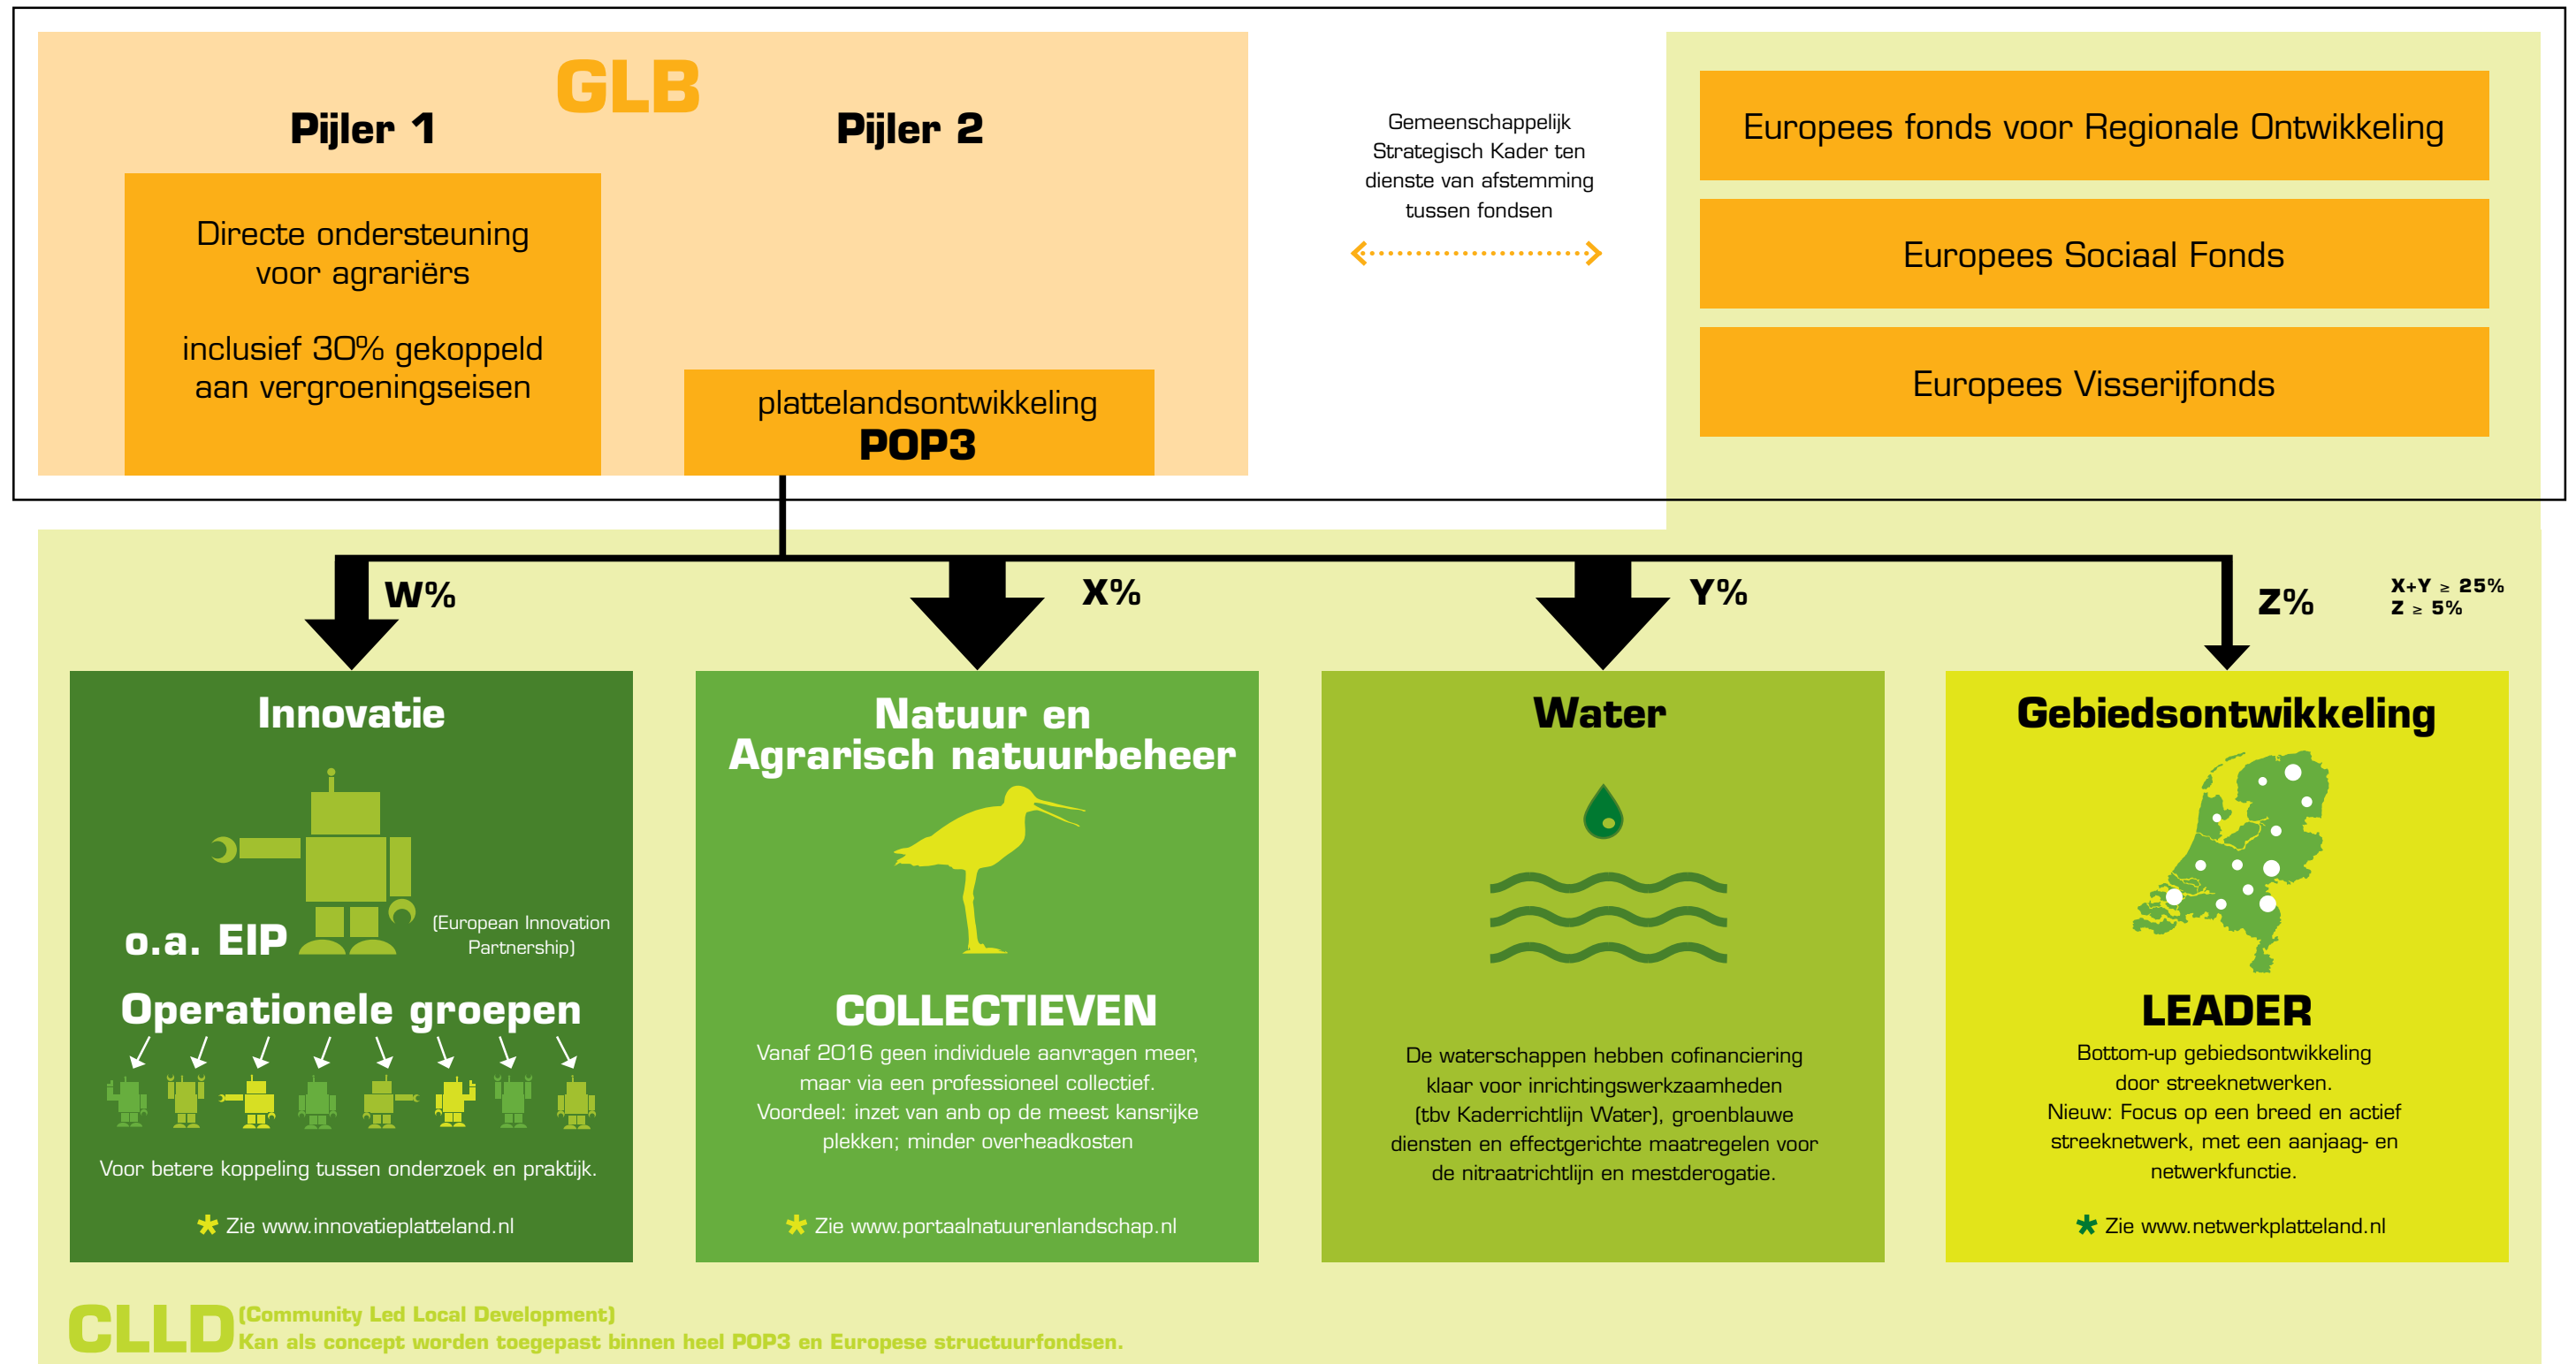 GLB
Pijler 1
Directe ondersteuning
voor agrariërs
inclusief 30% gekoppeld
aan vergroeningseisen
Pijler 2
plattelandsontwikkeling
POP3
Gemeenschappelijk
Strategisch Kader ten
dienste van afstemming
tussen fondsen
Europees fonds voor Regionale Ontwikkeling
Europees Sociaal Fonds
Europees Visserijfonds
W%
X%
Y%
Z%
X+Y ≥ 25%
Z ≥ 5%
Innovatie
o.a. EIP
(European Innovation
Partnership)
Operationele groepen
Voor betere koppeling tussen onderzoek en praktijk.
* Zie www.innovatieplatteland.nl
Natuur en
Agrarisch natuurbeheer
COLLECTIEVEN
Vanaf 2016 geen individuele aanvragen meer,
maar via een professioneel collectief.
Voordeel: inzet van anb op de meest kansrijke
plekken; minder overheadkosten
* Zie www.portaalnatuurenlandschap.nl
Water
De waterschappen hebben cofinanciering
klaar voor inrichtingswerkzaamheden
(tbv Kaderrichtlijn Water), groenblauwe
diensten en effectgerichte maatregelen voor
de nitraatrichtlijn en mestderogatie.
Gebiedsontwikkeling
LEADER
Bottom-up gebiedsontwikkeling
door streeknetwerken.
Nieuw: Focus op een breed en actief
streeknetwerk, met een aanjaag- en
netwerkfunctie.
* Zie www.netwerkplatteland.nl
CLLD (Community Led Local Development)
Kan als concept worden toegepast binnen heel POP3 en Europese structuurfondsen.